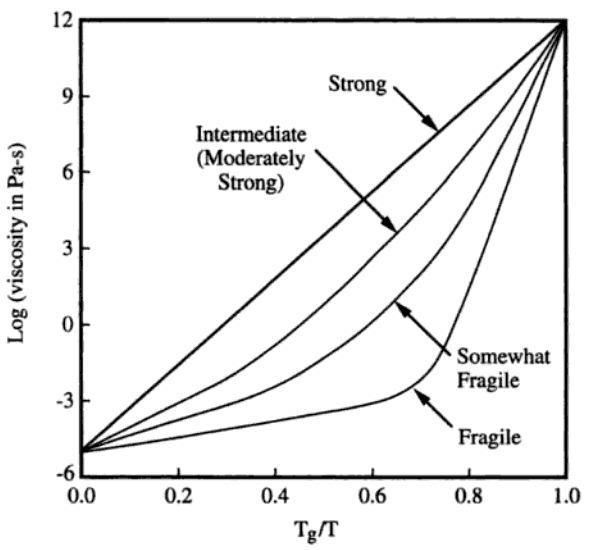 12
9
6
3
0
-3
-6
Log (viscosity in Pa-s)
Strong
Intermediate
(Moderately
Strong)
Somewhat
Fragile
Fragile
0.0 0.2 0.4 0.6 0.8 1.0
Tg/T